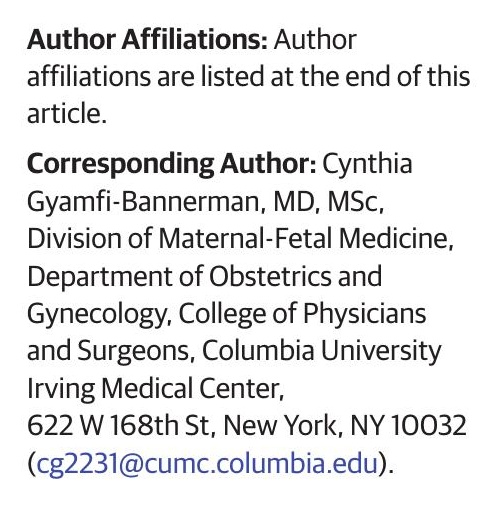 Author Affiliations: Author
affiliations are listed at the end of this
article.
Corresponding Author: Cynthia
Gyamfi-Bannerman, MD, MSc,
Division of Maternal-Fetal Medicine,
Department of Obstetrics and
Gynecology, College of Physicians
and Surgeons, Columbia University
Irving Medical Center,
622 W 168th St, New York, NY 10032
(cg2231@cumc.columbia.edu).